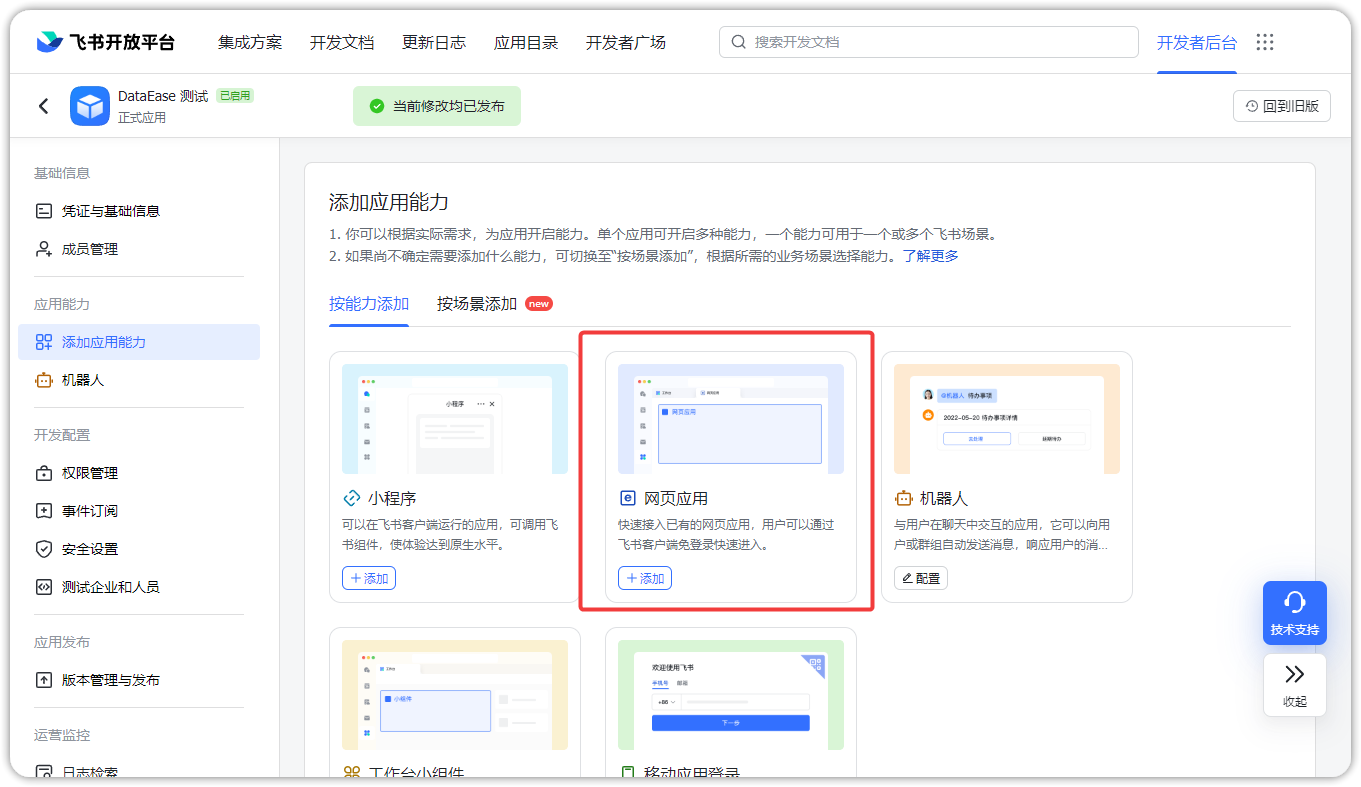 飞书开放平台
集成方案
开发文档
更新日志
应用目录
开发者广场
搜索开发文档
开发者后台
DataEase 测试
已启用
正式应用
当前修改均已发布
回到旧版
基础信息
凭证与基础信息
成员管理
应用能力
添加应用能力
机器人
开发配置
权限管理
事件订阅
安全设置
测试企业和人员
应用发布
版本管理与发布
运营监控
日志检索
添加应用能力
1. 你可以根据实际需求，为应用开启能力。单个应用可开启多种能力，一个能力可用于一个或多个飞书场景。
2. 如果尚不确定需要添加什么能力，可切换至“按场景添加”，根据所需的业务场景选择能力。了解更多
按能力添加
按场景添加
new
小程序
小程序
可以在飞书客户端运行的应用，可调用飞
书组件，使体验达到原生水平。
添加
工作台
网页应用
网页应用
网页应用
快速接入已有的网页应用，用户可以通过
飞书客户端免登录快速进入。
添加
@机器人 待办事项
2022-05-20 待办事项详情
去处理
延期待办
机器人
与用户在聊天中交互的应用，它可以向用
户或群组自动发送消息，响应用户的消...
配置
工作台
小组件
工作台小组件
欢迎使用飞书
手机号
邮箱
+86
下一步
移动应用登录
技术支持
收起